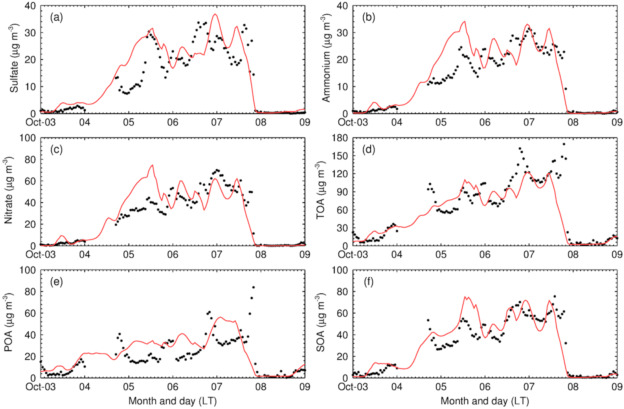 (a)
Sulfate (µg m⁻³)
40
30
20
10
0
Oct-03 04 05 06 07 08 09
(b)
Ammonium (µg m⁻³)
40
30
20
10
0
Oct-03 04 05 06 07 08 09
(c)
Nitrate (µg m⁻³)
100
80
60
40
20
0
Oct-03 04 05 06 07 08 09
(d)
TOA (µg m⁻³)
180
150
120
90
60
30
0
Oct-03 04 05 06 07 08 09
(e)
POA (µg m⁻³)
100
80
60
40
20
0
Oct-03 04 05 06 07 08 09
Month and day (LT)
(f)
SOA (µg m⁻³)
100
80
60
40
20
0
Oct-03 04 05 06 07 08 09
Month and day (LT)